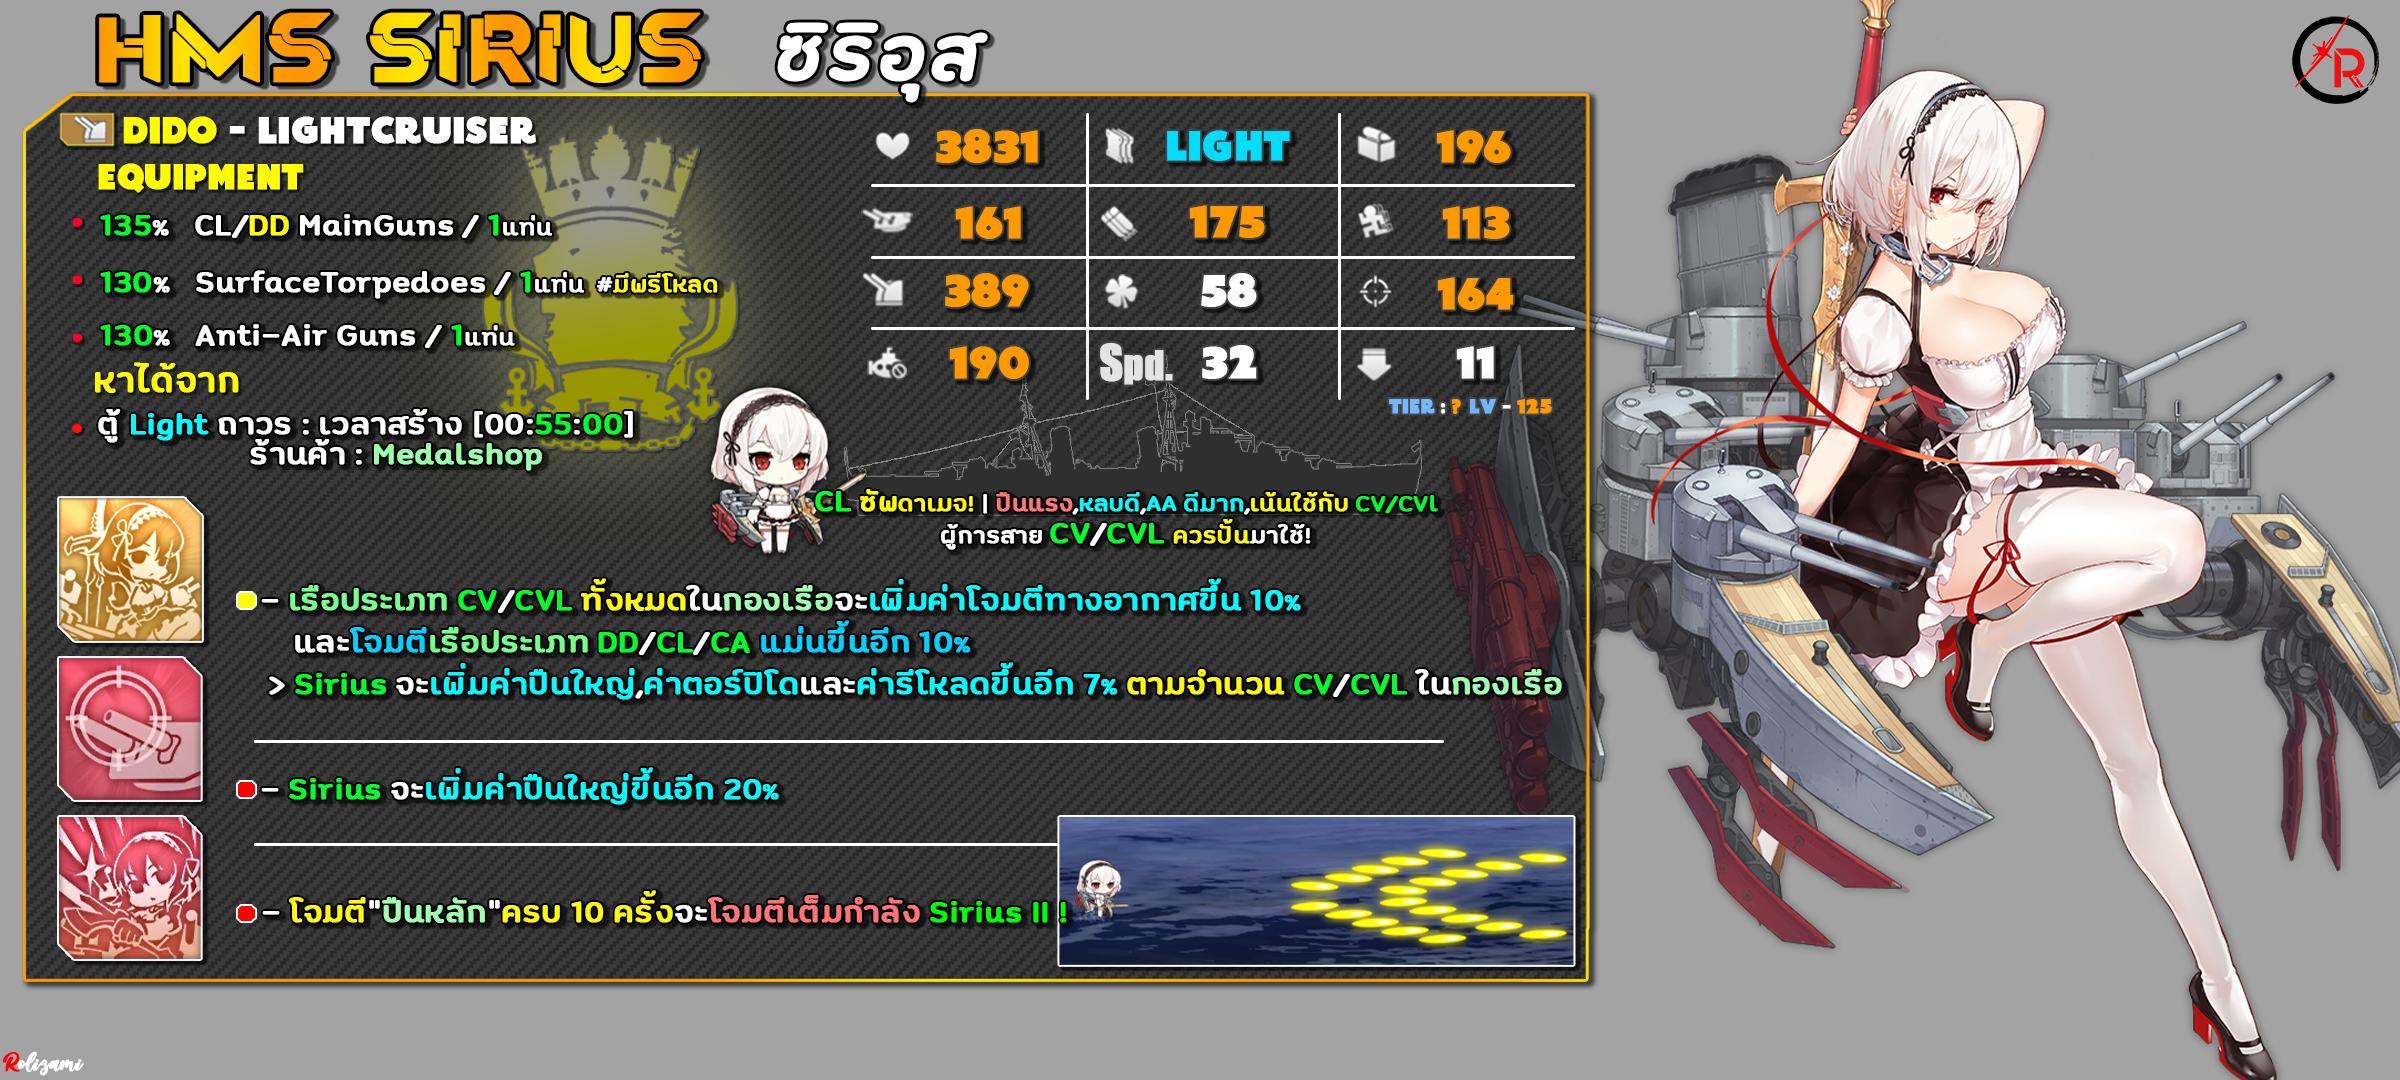 HMS SIRIUS ซิริอุส
R
DIDO - LIGHTCRUISER
EQUIPMENT
135% CL/DD MainGuns / 1แท่น
130% SurfaceTorpedoes / 1แท่น #มีฟรีโหลด
130% Anti-Air Guns / 1แท่น
หาได้จาก
ตู้ Light ถาวร : เวลาสร้าง [00:55:00]
ร้านค้า : Medalshop
3831 LIGHT 196
161 175 113
389 58 164
190 Spd. 32 11
TIER : ? LV - 125
CL ซัพดาเมจ! | ปืนแรง,หลบดี,AA ดีมาก,เน้นใช้กับ CV/CVL
ผู้การสาย CV/CVL ควรปั้นมาใช้!
- เรือประเภท CV/CVL ทั้งหมดในกองเรือจะเพิ่มค่าโจมตีทางอากาศขึ้น 10%
และโจมตีเรือประเภท DD/CL/CA แม่นขึ้นอีก 10%
> Sirius จะเพิ่มค่าปืนใหญ่,ค่าตอร์ปิโดและค่ารีโหลดขึ้นอีก 7% ตามจำนวน CV/CVL ในกองเรือ
- Sirius จะเพิ่มค่าปืนใหญ่ขึ้นอีก 20%
- โจมตี"ปืนหลัก"ครบ 10 ครั้งจะโจมตีเต็มกำลัง Sirius II !
Rolizami